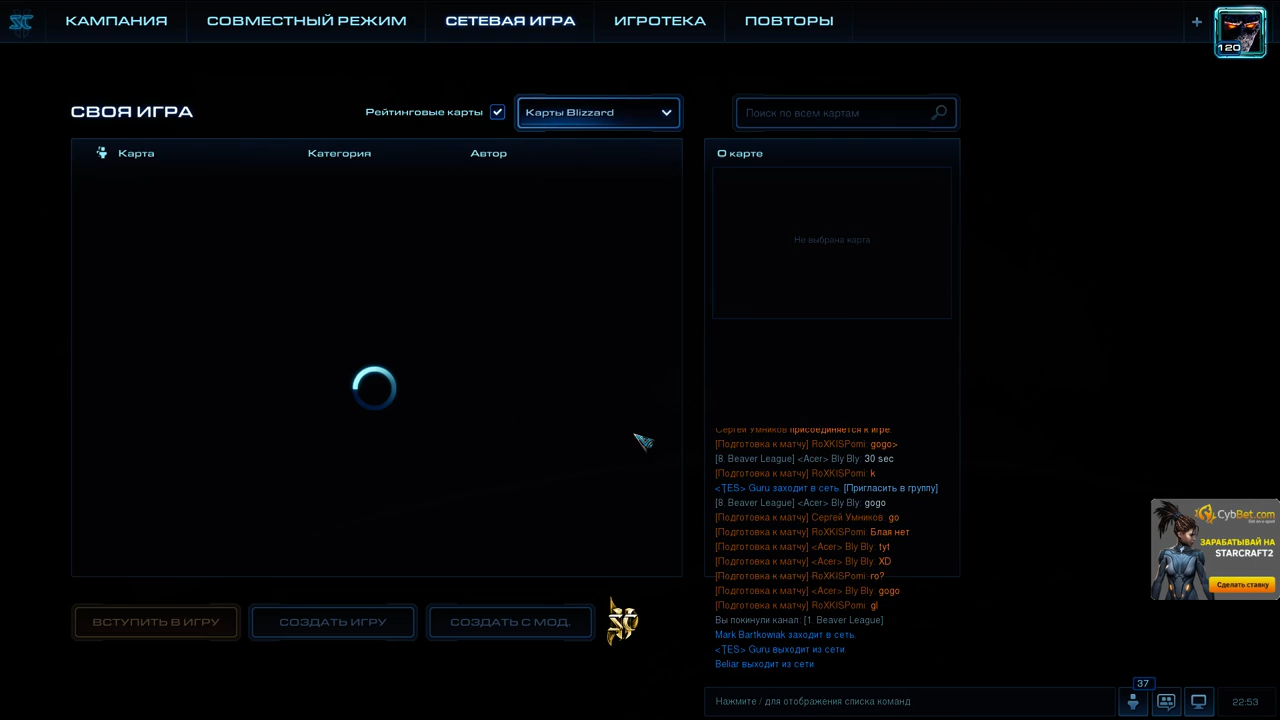 КАМПАНИЯ
СОВМЕСТНЫЙ РЕЖИМ
СЕТЕВАЯ ИГРА
ИГРОТЕКА
ПОВТОРЫ
+
120
СВОЯ ИГРА
Рейтинговые карты
Карты Blizzard
Поиск по всем картам
Карта
Категория
Автор
О карте
Не выбрана карта
Сергей Умников присоединяется к игре.
[Подготовка к матчу] RoXKISPomi: gogo>
[8. Beaver League] <Acer> Bly Bly: 30 sec
[Подготовка к матчу] RoXKISPomi: k
<ŢES> Guru заходит в сеть. [Пригласить в группу]
[8. Beaver League] <Acer> Bly Bly: gogo
[Подготовка к матчу] Сергей Умников: go
[Подготовка к матчу] RoXKISPomi: Блая нет
[Подготовка к матчу] <Acer> Bly Bly: tyt
[Подготовка к матчу] <Acer> Bly Bly: XD
[Подготовка к матчу] RoXKISPomi: ro?
[Подготовка к матчу] <Acer> Bly Bly: gogo
[Подготовка к матчу] RoXKISPomi: gl
Вы покинули канал: [1. Beaver League]
Mark Bartkowiak заходит в сеть.
<ŢES> Guru выходит из сети.
Beliar выходит из сети.
CybBet.com
Bet on e-sport
ЗАРАБАТЫВАЙ НА
STARCRAFT2
Сделать ставку
ВСТУПИТЬ В ИГРУ
СОЗДАТЬ ИГРУ
СОЗДАТЬ С МОД.
37
Нажмите / для отображения списка команд
22:53